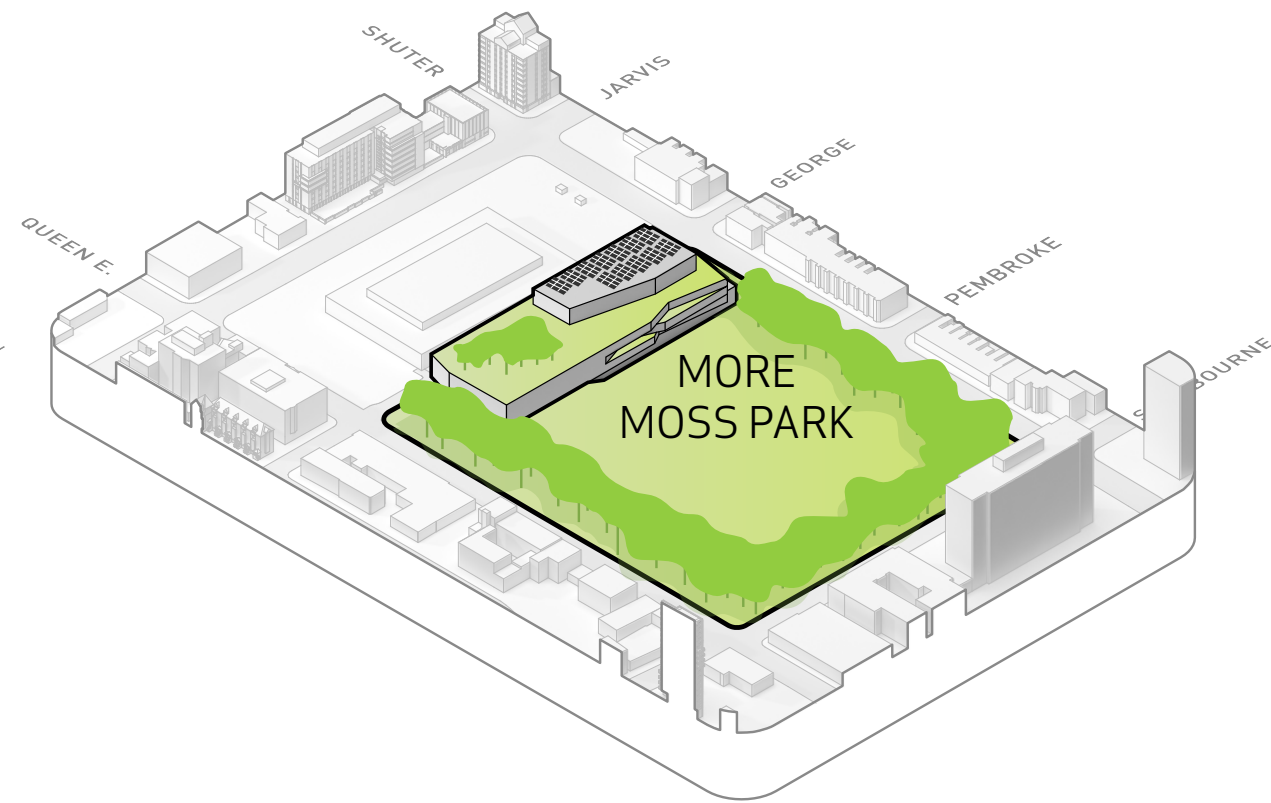 SHUTER
JARVIS
GEORGE
QUEEN E.
PEMBROKE
MORE
MOSS PARK